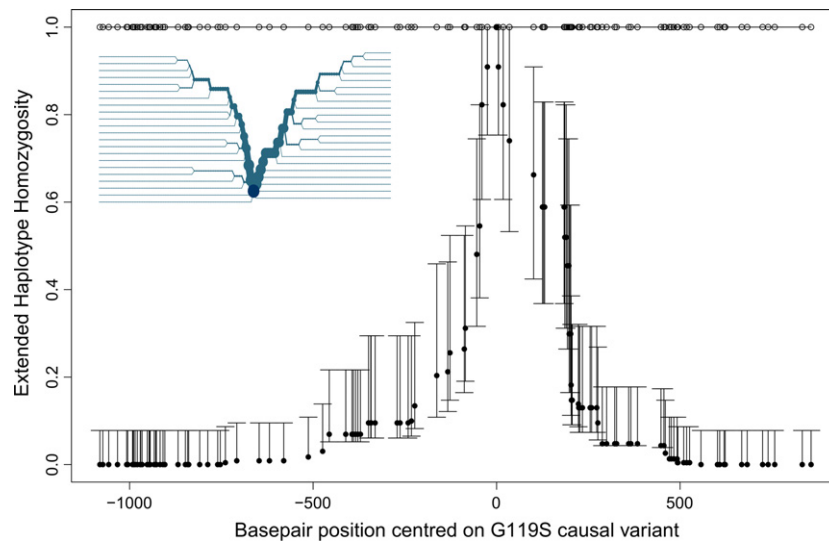 1.0
0.8
0.6
0.4
0.2
0.0
Extended Haplotype Homozygosity
−1000 −500 0 500
Basepair position centred on G119S causal variant